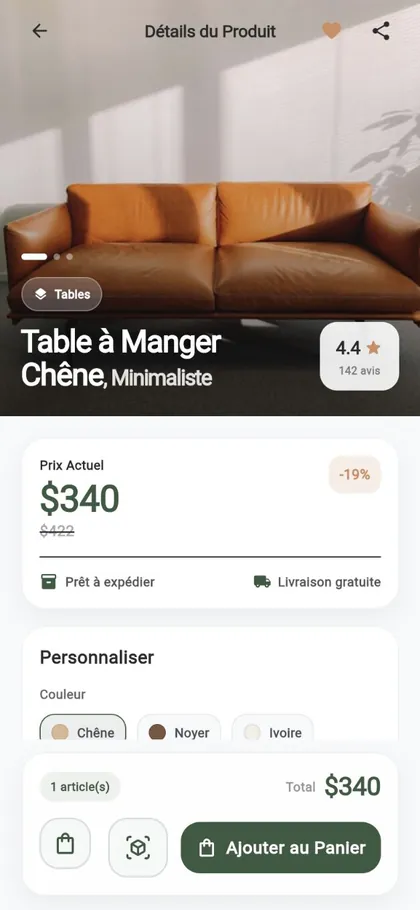 Détails du Produit
Tables
Table à Manger
Chêne, Minimaliste
4.4
142 avis
Prix Actuel
-19%
$340
$422
Prêt à expédier
Livraison gratuite
Personnaliser
Couleur
Chêne
Noyer
Ivoire
1 article(s)
Total $340
Ajouter au Panier